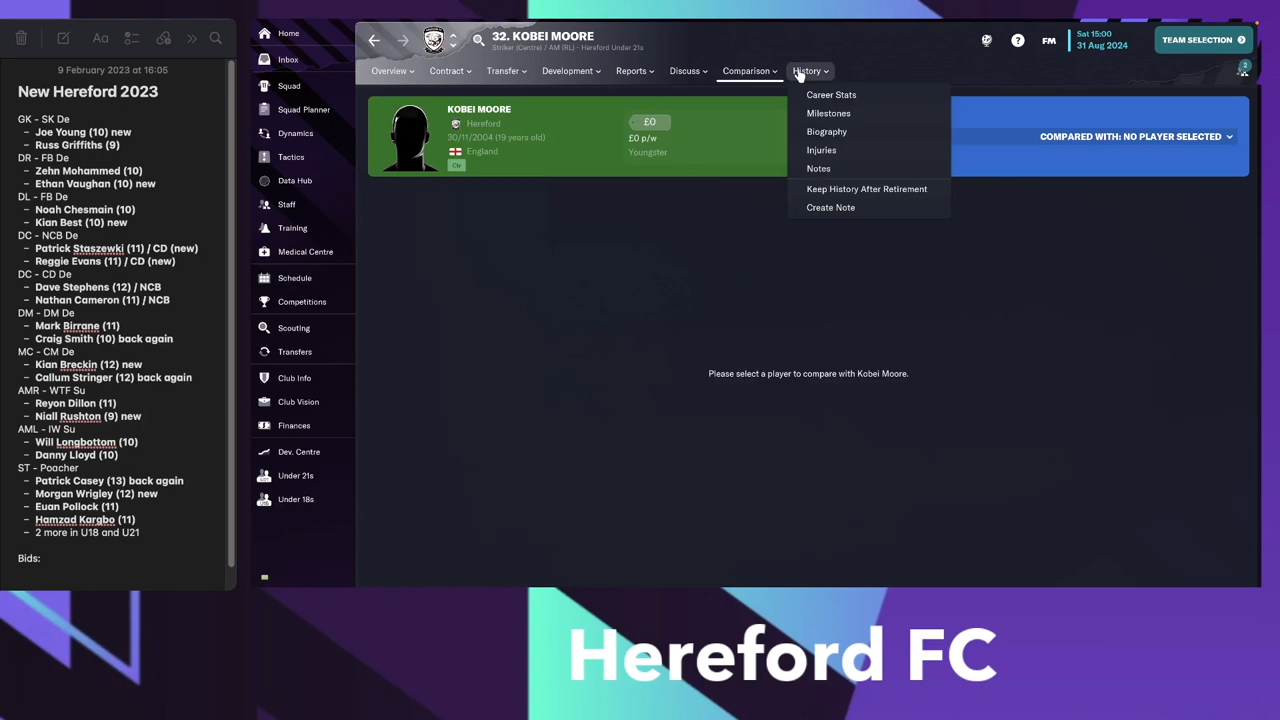 9 February 2023 at 16:05
New Hereford 2023
GK - SK De
– Joe Young (10) new
– Russ Griffiths (9)
DR - FB De
– Zehn Mohammed (10)
– Ethan Vaughan (10) new
DL - FB De
– Noah Chesmain (10)
– Kian Best (10) new
DC - NCB De
– Patrick Staszewki (11) / CD (new)
– Reggie Evans (11) / CD (new)
DC - CD De
– Dave Stephens (12) / NCB
– Nathan Cameron (11) / NCB
DM - DM De
– Mark Birrane (11)
– Craig Smith (10) back again
MC - CM De
– Kian Breckin (12) new
– Callum Stringer (12) back again
AMR - WTF Su
– Reyon Dillon (11)
– Niall Rushton (9) new
AML - IW Su
– Will Longbottom (10)
– Danny Lloyd (10)
ST - Poacher
– Patrick Casey (13) back again
– Morgan Wrigley (12) new
– Euan Pollock (11)
– Hamzad Kargbo (11)
– 2 more in U18 and U21
Bids:
Aa
Home
Inbox
Squad
Squad Planner
Dynamics
Tactics
Data Hub
Staff
Training
Medical Centre
Schedule
Competitions
Scouting
Transfers
Club Info
Club Vision
Finances
Dev. Centre
Under 21s
Under 18s
32. KOBEI MOORE
Striker (Centre) / AM (RL) - Hereford Under 21s
FM
Sat 15:00
31 Aug 2024
TEAM SELECTION
2
Overview
Contract
Transfer
Development
Reports
Discuss
Comparison
History
Career Stats
Milestones
Biography
Injuries
Notes
Keep History After Retirement
Create Note
KOBEI MOORE
Hereford
30/11/2004 (19 years old)
England
Ctr
£0
£0 p/w
Youngster
COMPARED WITH: NO PLAYER SELECTED
Please select a player to compare with Kobei Moore.
Hereford FC